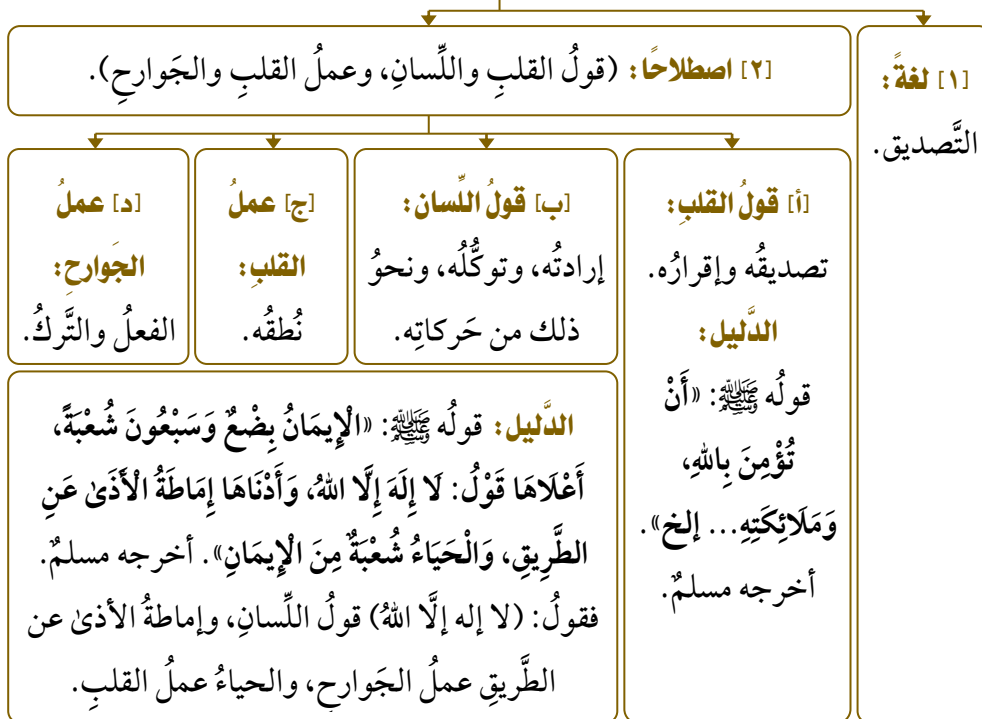 [١] لغةً:
التَّصديق.
[٢] اصطلاحًا: (قولُ القلبِ واللِّسانِ، وعملُ القلبِ والجَوارحِ).
[أ] قولُ القلبِ:
تصديقُه وإقرارُه.
الدَّليل:
قولُه ﷺ: «أَنْ
تُؤْمِنَ بِاللهِ،
وَمَلَائِكَتِهِ... إلخ».
أخرجه مسلمٌ.
[ب] قولُ اللِّسان:
إرادتُه، وتوكُّلُه، ونحوُ
ذلك من حَركاتِه.
[ج] عملُ
القلبِ:
نُطقُه.
[د] عملُ
الجَوارحِ:
الفعلُ والتَّركُ.
الدَّليل: قولُه ﷺ: «الْإِيمَانُ بِضْعٌ وَسَبْعُونَ شُعْبَةً،
أَعْلَاهَا قَوْلُ: لَا إِلَهَ إِلَّا اللهُ، وَأَدْنَاهَا إِمَاطَةُ الْأَذَىٰ عَنِ
الطَّرِيقِ، وَالْحَيَاءُ شُعْبَةٌ مِنَ الْإِيمَانِ». أخرجه مسلمٌ.
فقولُ: (لا إله إلَّا اللهُ) قولُ اللِّسانِ، وإماطةُ الأذىٰ عن
الطَّريقِ عملُ الجَوارحِ، والحياءُ عملُ القلبِ.